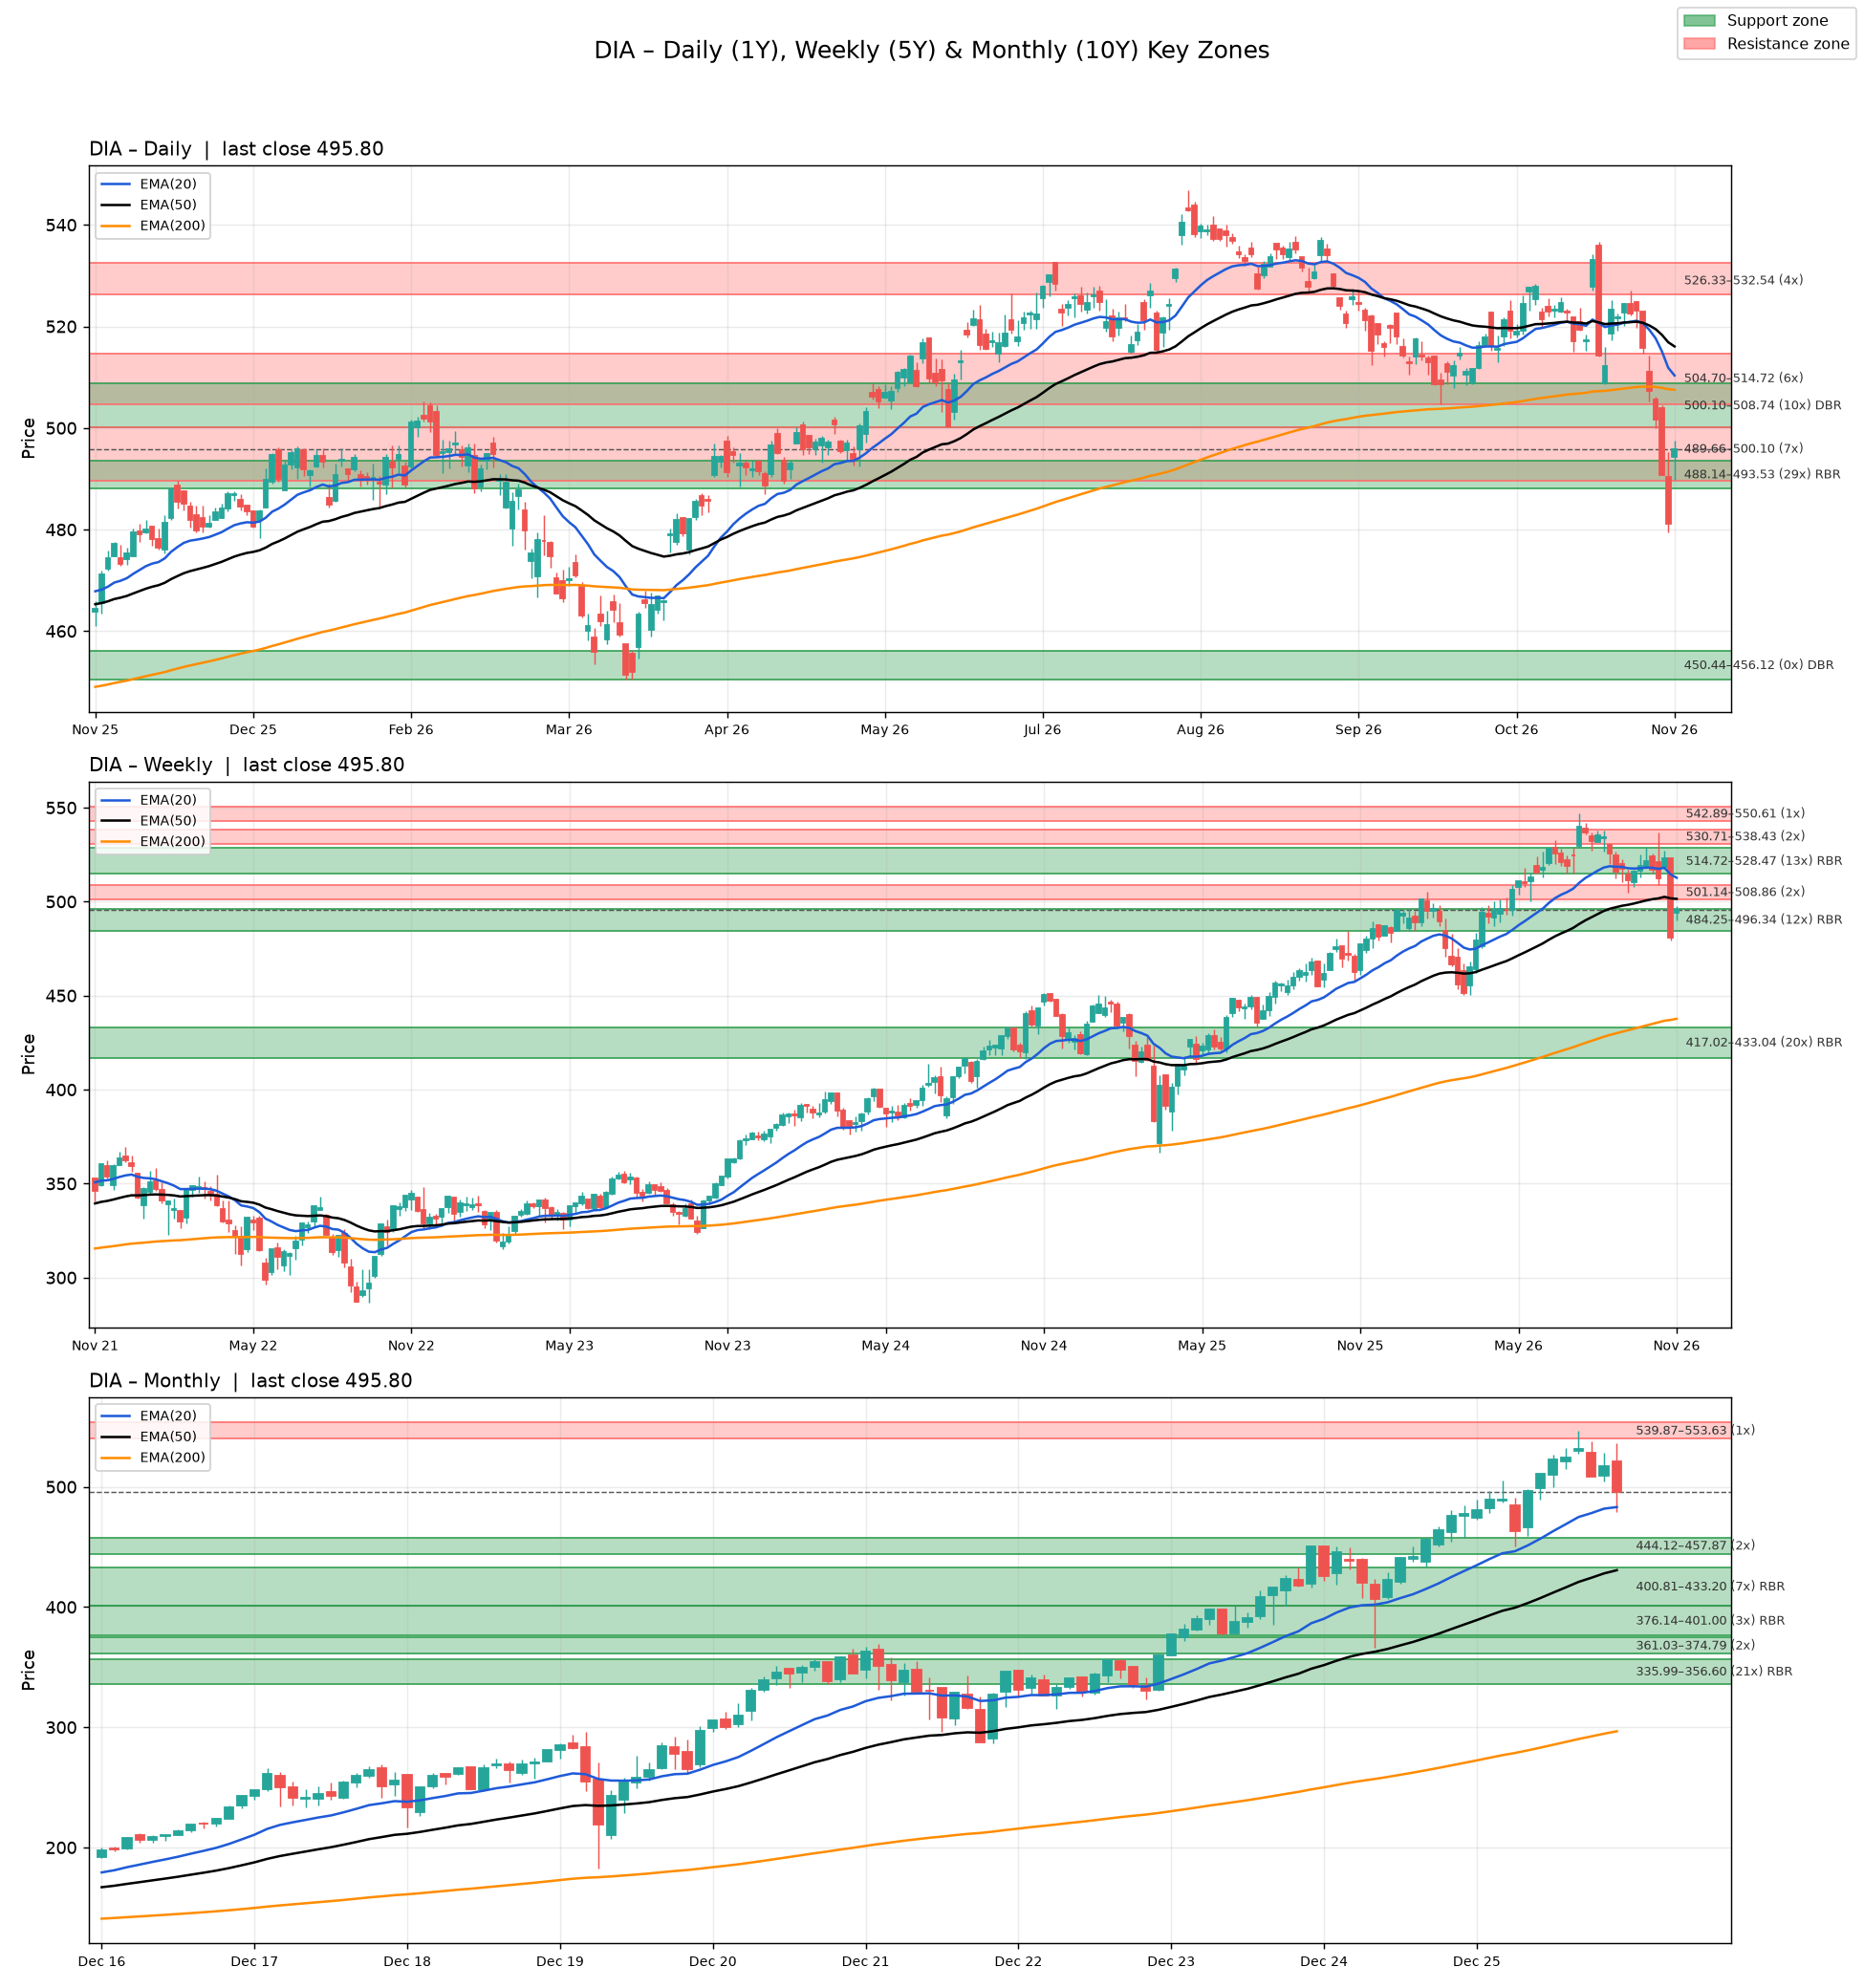 Support zone
Resistance zone
DIA – Daily (1Y), Weekly (5Y) & Monthly (10Y) Key Zones
DIA – Daily | last close 495.80
EMA(20)
EMA(50)
EMA(200)
Price
540
520
500
480
460
526.33–532.54 (4x)
504.70–514.72 (6x)
500.10–508.74 (10x) DBR
489.66–500.10 (7x)
488.14–493.53 (29x) RBR
450.44–456.12 (0x) DBR
Nov 25 Dec 25 Feb 26 Mar 26 Apr 26 May 26 Jul 26 Aug 26 Sep 26 Oct 26 Nov 26
DIA – Weekly | last close 495.80
EMA(20)
EMA(50)
EMA(200)
Price
550
500
450
400
350
300
542.89–550.61 (1x)
530.71–538.43 (2x)
514.72–528.47 (13x) RBR
501.14–508.86 (2x)
484.25–496.34 (12x) RBR
417.02–433.04 (20x) RBR
Nov 21 May 22 Nov 22 May 23 Nov 23 May 24 Nov 24 May 25 Nov 25 May 26 Nov 26
DIA – Monthly | last close 495.80
EMA(20)
EMA(50)
EMA(200)
Price
500
400
300
200
539.87–553.63 (1x)
444.12–457.87 (2x)
400.81–433.20 (7x) RBR
376.14–401.00 (3x) RBR
361.03–374.79 (2x)
335.99–356.60 (21x) RBR
Dec 16 Dec 17 Dec 18 Dec 19 Dec 20 Dec 21 Dec 22 Dec 23 Dec 24 Dec 25